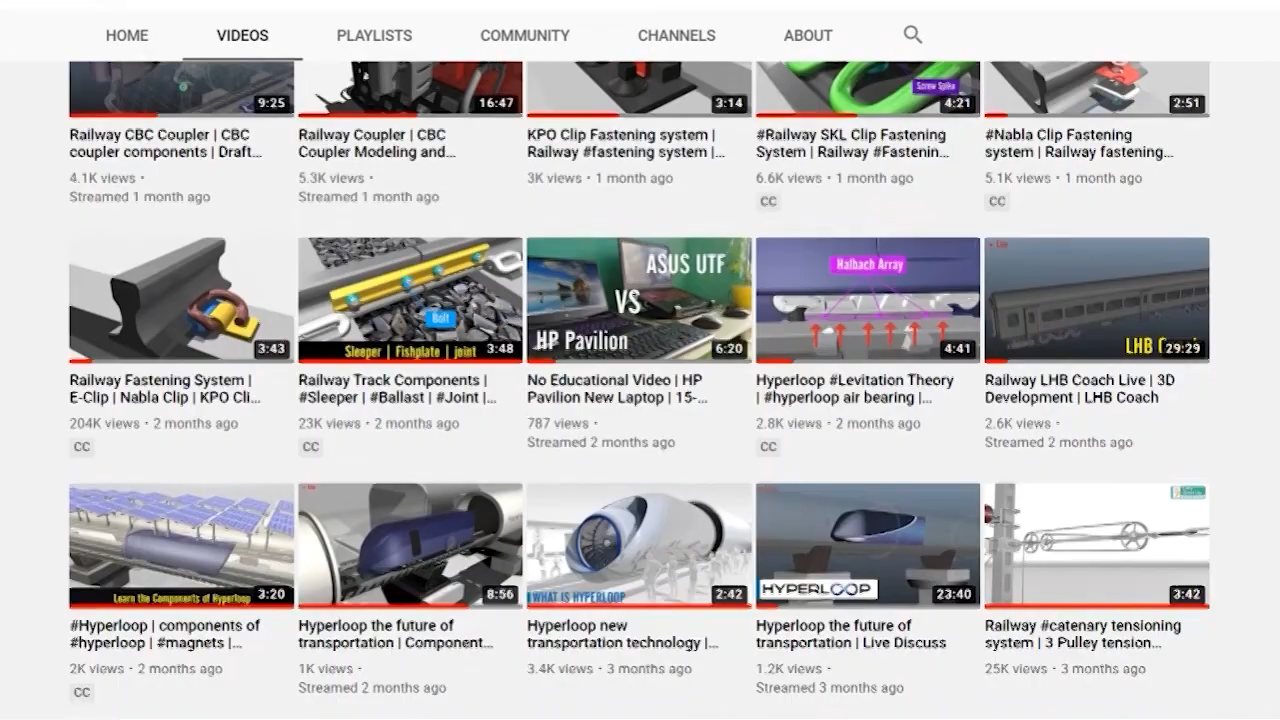 HOME VIDEOS PLAYLISTS COMMUNITY CHANNELS ABOUT
Screw Spike
9:25 16:47 3:14 4:21 2:51
Railway CBC Coupler | CBC
coupler components | Draft...
4.1K views •
Streamed 1 month ago
Railway Coupler | CBC
Coupler Modeling and...
5.3K views •
Streamed 1 month ago
KPO Clip Fastening system |
Railway #fastening system |...
3K views • 1 month ago
#Railway SKL Clip Fastening
System | Railway #Fastenin...
6.6K views • 1 month ago
CC
#Nabla Clip Fastening
system | Railway fastening...
5.1K views • 1 month ago
CC
3:43
Railway Fastening System |
E-Clip | Nabla Clip | KPO Cli...
204K views • 2 months ago
CC
Bolt
Sleeper | Fishplate | joint 3:48
Railway Track Components |
#Sleeper | #Ballast | #Joint |...
23K views • 2 months ago
CC
ASUS UTF
VS
HP Pavilion
6:20
No Educational Video | HP
Pavilion New Laptop | 15-...
787 views •
Streamed 2 months ago
Halbach Array
4:41
Hyperloop #Levitation Theory
| #hyperloop air bearing |...
2.8K views • 2 months ago
CC
LHB
29:29
Railway LHB Coach Live | 3D
Development | LHB Coach
2.6K views •
Streamed 2 months ago
Learn the Components of Hyperloop 3:20
#Hyperloop | components of
#hyperloop | #magnets |...
2K views • 2 months ago
CC
8:56
Hyperloop the future of
transportation | Component...
1K views •
Streamed 2 months ago
WHAT IS HYPERLOOP 2:42
Hyperloop new
transportation technology |...
3.4K views • 3 months ago
HYPERLOOP 23:40
Hyperloop the future of
transportation | Live Discuss
1.2K views •
Streamed 3 months ago
3:42
Railway #catenary tensioning
system | 3 Pulley tension...
25K views • 3 months ago